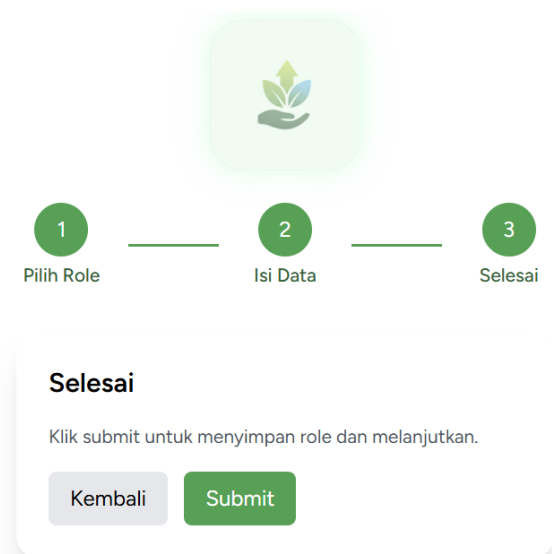 1
2
3
Pilih Role
Isi Data
Selesai
Selesai
Klik submit untuk menyimpan role dan melanjutkan.
Kembali
Submit